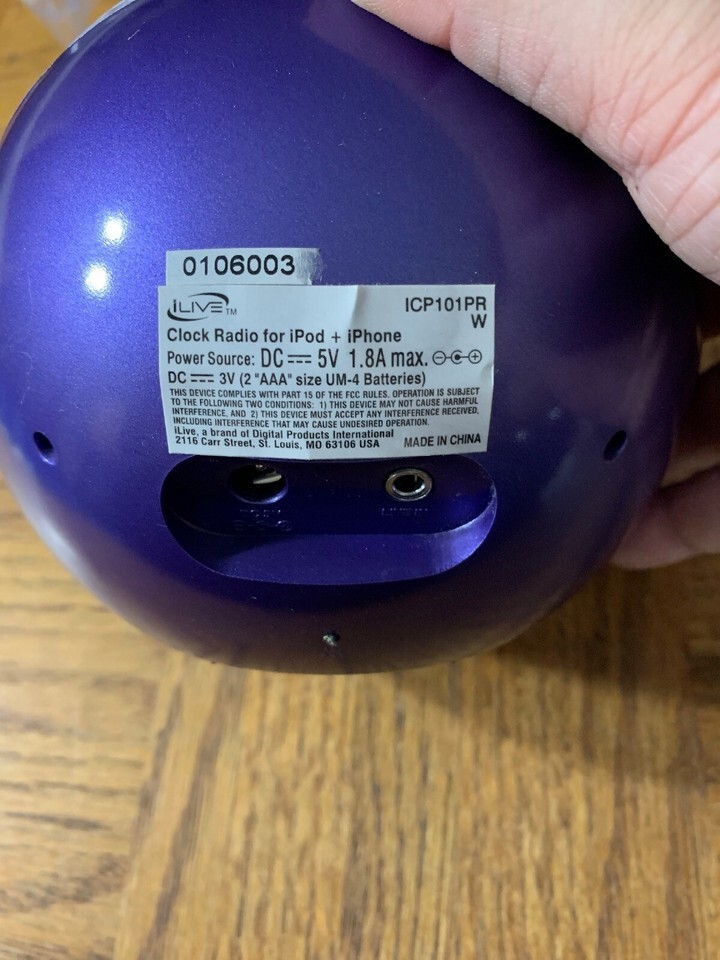 0106003
iLIVE TM
ICP101PR
W
Clock Radio for iPod + iPhone
Power Source: DC ⎓ 5V 1.8A max.
DC ⎓ 3V (2 "AAA" size UM-4 Batteries)
THIS DEVICE COMPLIES WITH PART 15 OF THE FCC RULES. OPERATION IS SUBJECT
TO THE FOLLOWING TWO CONDITIONS: 1) THIS DEVICE MAY NOT CAUSE HARMFUL
INTERFERENCE, AND 2) THIS DEVICE MUST ACCEPT ANY INTERFERENCE RECEIVED,
INCLUDING INTERFERENCE THAT MAY CAUSE UNDESIRED OPERATION.
iLive, a brand of Digital Products International
2116 Carr Street, St. Louis, MO 63106 USA MADE IN CHINA